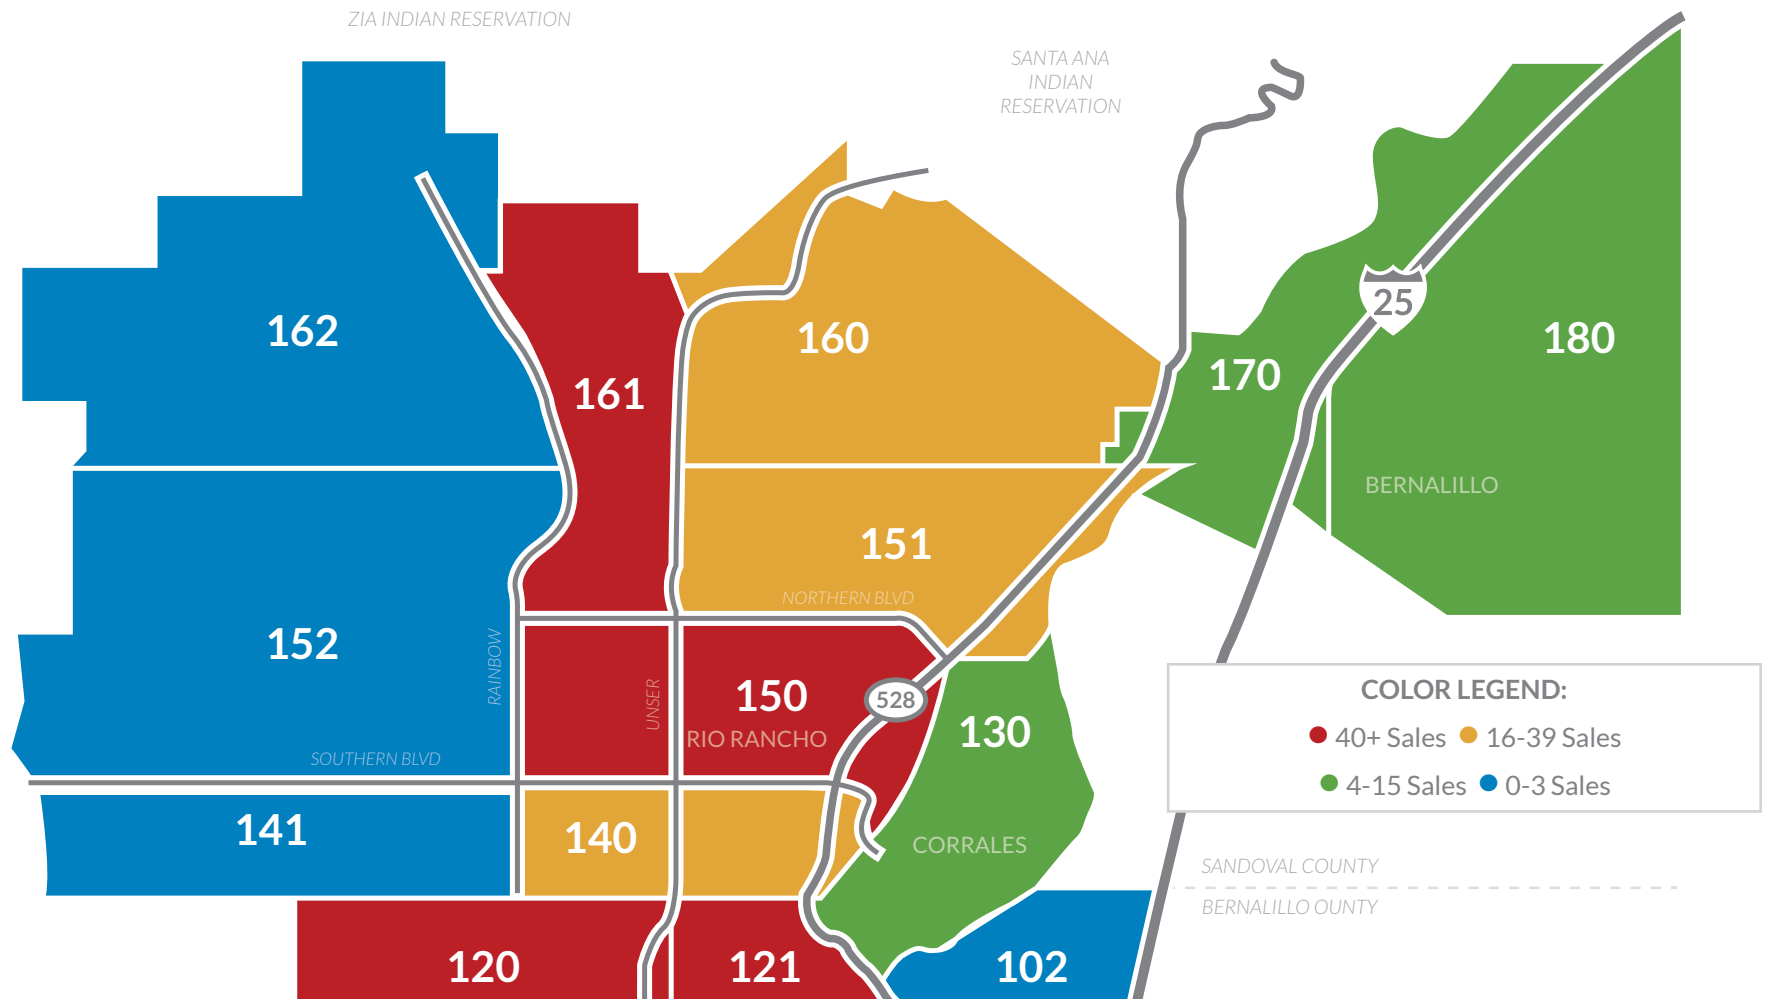 ZIA INDIAN RESERVATION
SANTA ANA
INDIAN
RESERVATION
25
162
160
180
170
161
BERNALILLO
151
NORTHERN BLVD
152
RAINBOW
UNSER
150
528
RIO RANCHO
130
COLOR LEGEND:
40+ Sales 16-39 Sales
4-15 Sales 0-3 Sales
SOUTHERN BLVD
141
140
CORRALES
SANDOVAL COUNTY
BERNALILLO OUNTY
120
121
102